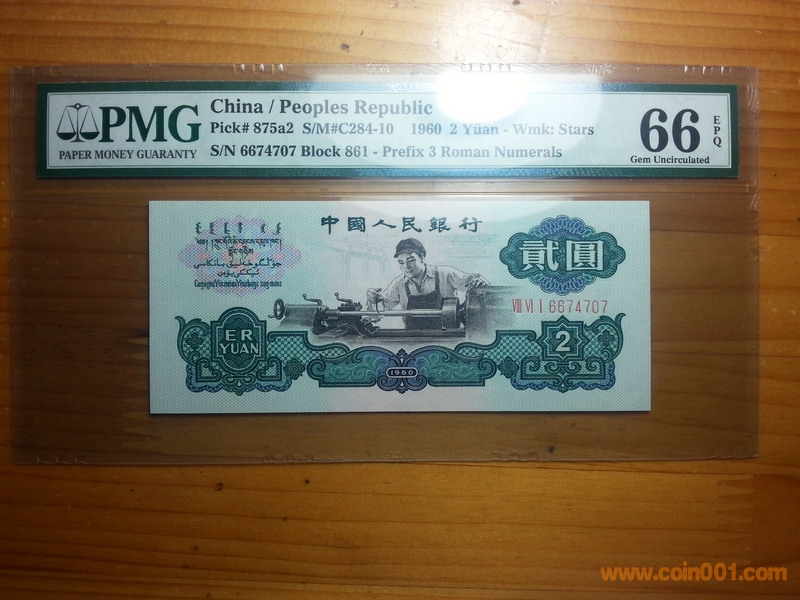 PMG
PAPER MONEY GUARANTY
China / Peoples Republic
Pick# 875a2 S/M#C284-10 1960 2 Yüan - Wmk: Stars
S/N 6674707 Block 861 - Prefix 3 Roman Numerals
66 EPQ
Gem Uncirculated
中國人民銀行
貳圓
VIII VI I 6674707
ER
YUAN
1960
2
www.coin001.com